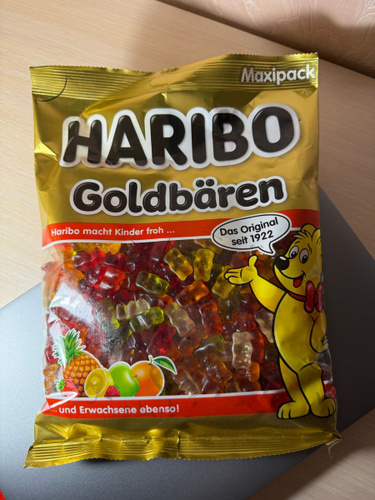 Maxipack
HARIBO
Goldbären
Haribo macht Kinder froh ...
Das Original
seit 1922
... und Erwachsene ebenso!